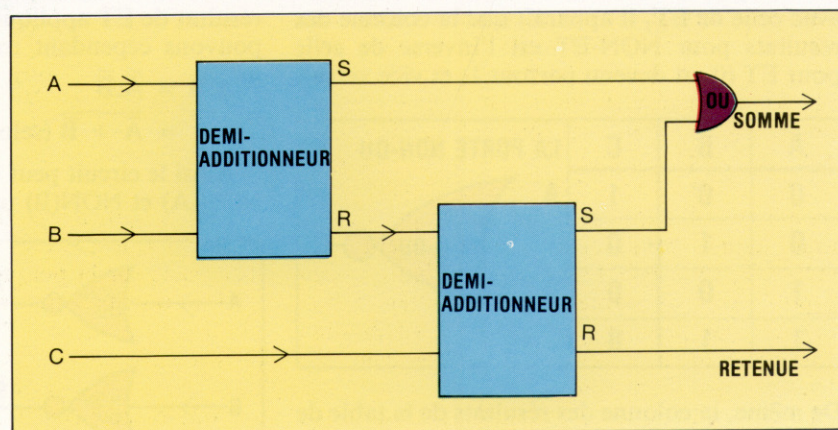 A
S
DEMI-
ADDITIONNEUR
OU
SOMME
B
R
S
DEMI-
ADDITIONNEUR
C
R
RETENUE